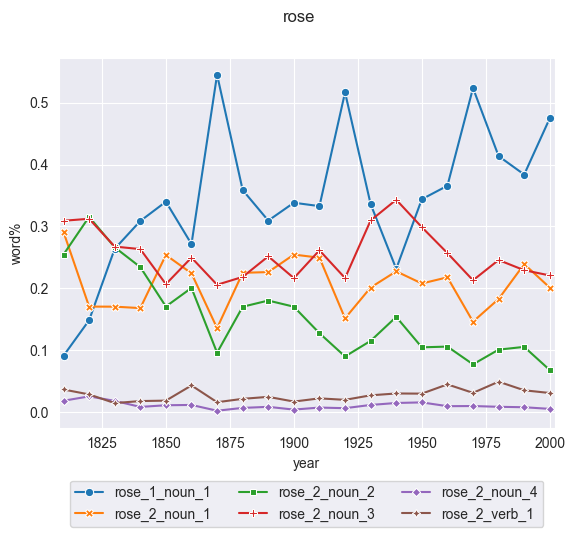 rose
0.5
0.4
0.3
0.2
0.1
0.0
word%
1825 1850 1875 1900 1925 1950 1975 2000
year
rose_1_noun_1 rose_2_noun_2 rose_2_noun_4
rose_2_noun_1 rose_2_noun_3 rose_2_verb_1